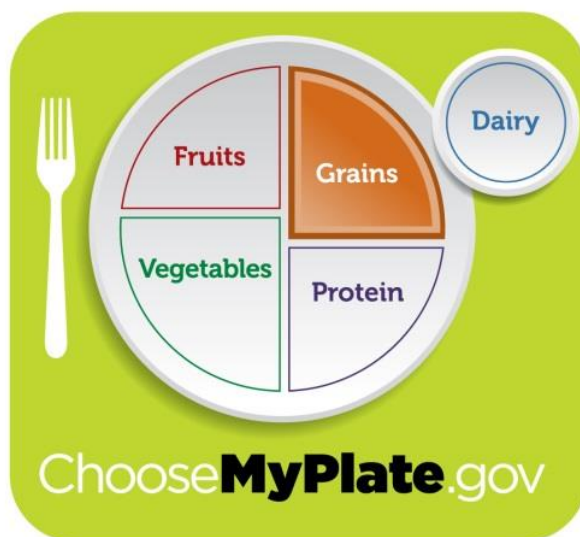 Fruits
Grains
Dairy
Vegetables
Protein
ChooseMyPlate.gov